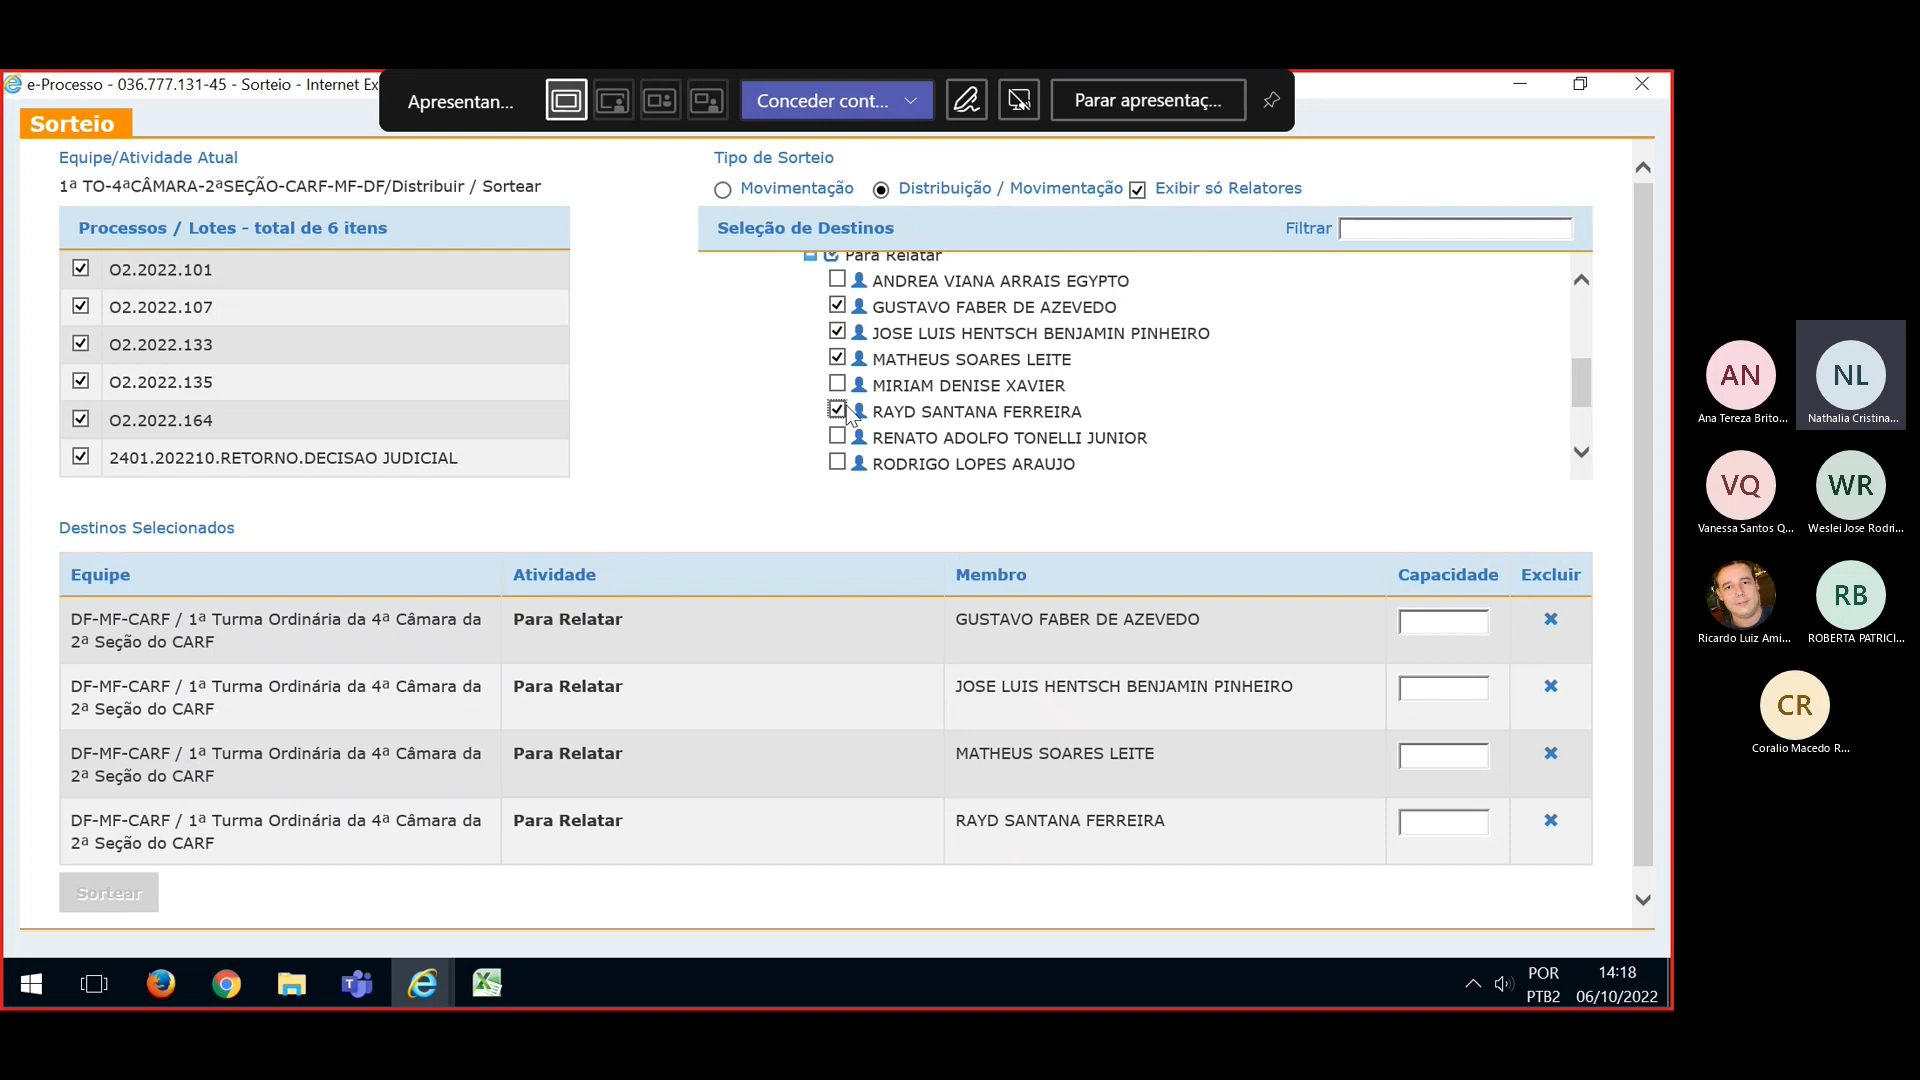 e-Processo - 036.777.131-45 - Sorteio - Internet Ex
Apresentan...
Conceder cont...
Parar apresentaç...
Sorteio
Equipe/Atividade Atual
1ª TO-4ªCÂMARA-2ªSEÇÃO-CARF-MF-DF/Distribuir / Sortear
Tipo de Sorteio
Movimentação
Distribuição / Movimentação
Exibir só Relatores
Processos / Lotes - total de 6 itens
O2.2022.101
O2.2022.107
O2.2022.133
O2.2022.135
O2.2022.164
2401.202210.RETORNO.DECISAO JUDICIAL
Seleção de Destinos
Filtrar
Para Relatar
ANDREA VIANA ARRAIS EGYPTO
GUSTAVO FABER DE AZEVEDO
JOSE LUIS HENTSCH BENJAMIN PINHEIRO
MATHEUS SOARES LEITE
MIRIAM DENISE XAVIER
RAYD SANTANA FERREIRA
RENATO ADOLFO TONELLI JUNIOR
RODRIGO LOPES ARAUJO
Destinos Selecionados
Equipe
Atividade
Membro
Capacidade
Excluir
DF-MF-CARF / 1ª Turma Ordinária da 4ª Câmara da
2ª Seção do CARF
Para Relatar
GUSTAVO FABER DE AZEVEDO
DF-MF-CARF / 1ª Turma Ordinária da 4ª Câmara da
2ª Seção do CARF
Para Relatar
JOSE LUIS HENTSCH BENJAMIN PINHEIRO
DF-MF-CARF / 1ª Turma Ordinária da 4ª Câmara da
2ª Seção do CARF
Para Relatar
MATHEUS SOARES LEITE
DF-MF-CARF / 1ª Turma Ordinária da 4ª Câmara da
2ª Seção do CARF
Para Relatar
RAYD SANTANA FERREIRA
Sortear
POR
PTB2
14:18
06/10/2022
AN
Ana Tereza Brito...
NL
Nathalia Cristina...
VQ
Vanessa Santos Q...
WR
Weslei Jose Rodri...
Ricardo Luiz Ami...
RB
ROBERTA PATRICI...
CR
Coralio Macedo R...